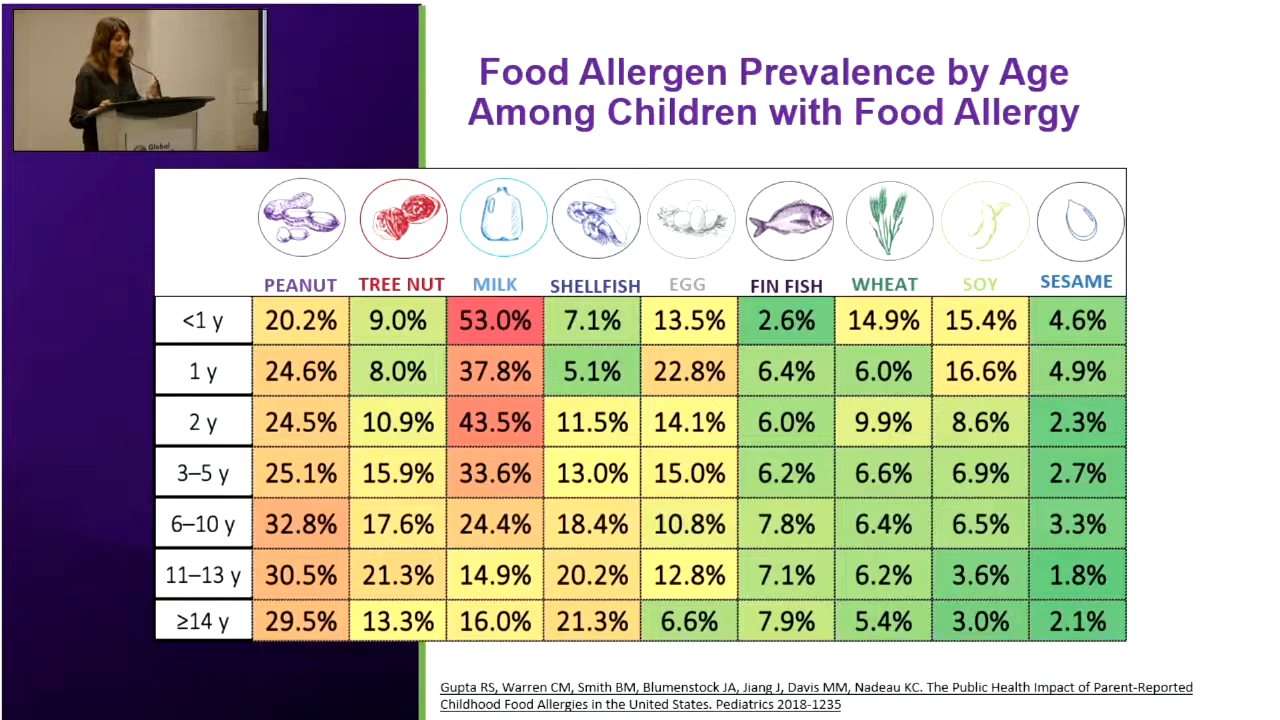 Global
Food Allergen Prevalence by Age
Among Children with Food Allergy
PEANUT TREE NUT MILK SHELLFISH EGG FIN FISH WHEAT SOY SESAME
<1 y 20.2% 9.0% 53.0% 7.1% 13.5% 2.6% 14.9% 15.4% 4.6%
1 y 24.6% 8.0% 37.8% 5.1% 22.8% 6.4% 6.0% 16.6% 4.9%
2 y 24.5% 10.9% 43.5% 11.5% 14.1% 6.0% 9.9% 8.6% 2.3%
3–5 y 25.1% 15.9% 33.6% 13.0% 15.0% 6.2% 6.6% 6.9% 2.7%
6–10 y 32.8% 17.6% 24.4% 18.4% 10.8% 7.8% 6.4% 6.5% 3.3%
11–13 y 30.5% 21.3% 14.9% 20.2% 12.8% 7.1% 6.2% 3.6% 1.8%
≥14 y 29.5% 13.3% 16.0% 21.3% 6.6% 7.9% 5.4% 3.0% 2.1%
Gupta RS, Warren CM, Smith BM, Blumenstock JA, Jiang J, Davis MM, Nadeau KC. The Public Health Impact of Parent-Reported
Childhood Food Allergies in the United States. Pediatrics 2018-1235